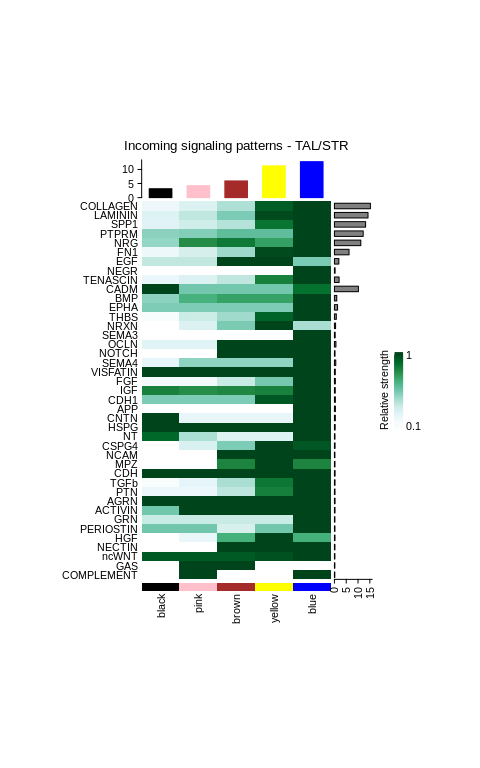 Incoming signaling patterns - TAL/STR
10
5
0
COLLAGEN
LAMININ
SPP1
PTPRM
NRG
FN1
EGF
NEGR
TENASCIN
CADM
BMP
EPHA
THBS
NRXN
SEMA3
OCLN
NOTCH
SEMA4
VISFATIN
FGF
IGF
CDH1
APP
CNTN
HSPG
NT
CSPG4
NCAM
MPZ
CDH
TGFb
PTN
AGRN
ACTIVIN
GRN
PERIOSTIN
HGF
NECTIN
ncWNT
GAS
COMPLEMENT
black
pink
brown
yellow
blue
0
5
10
15
Relative strength
1
0.1